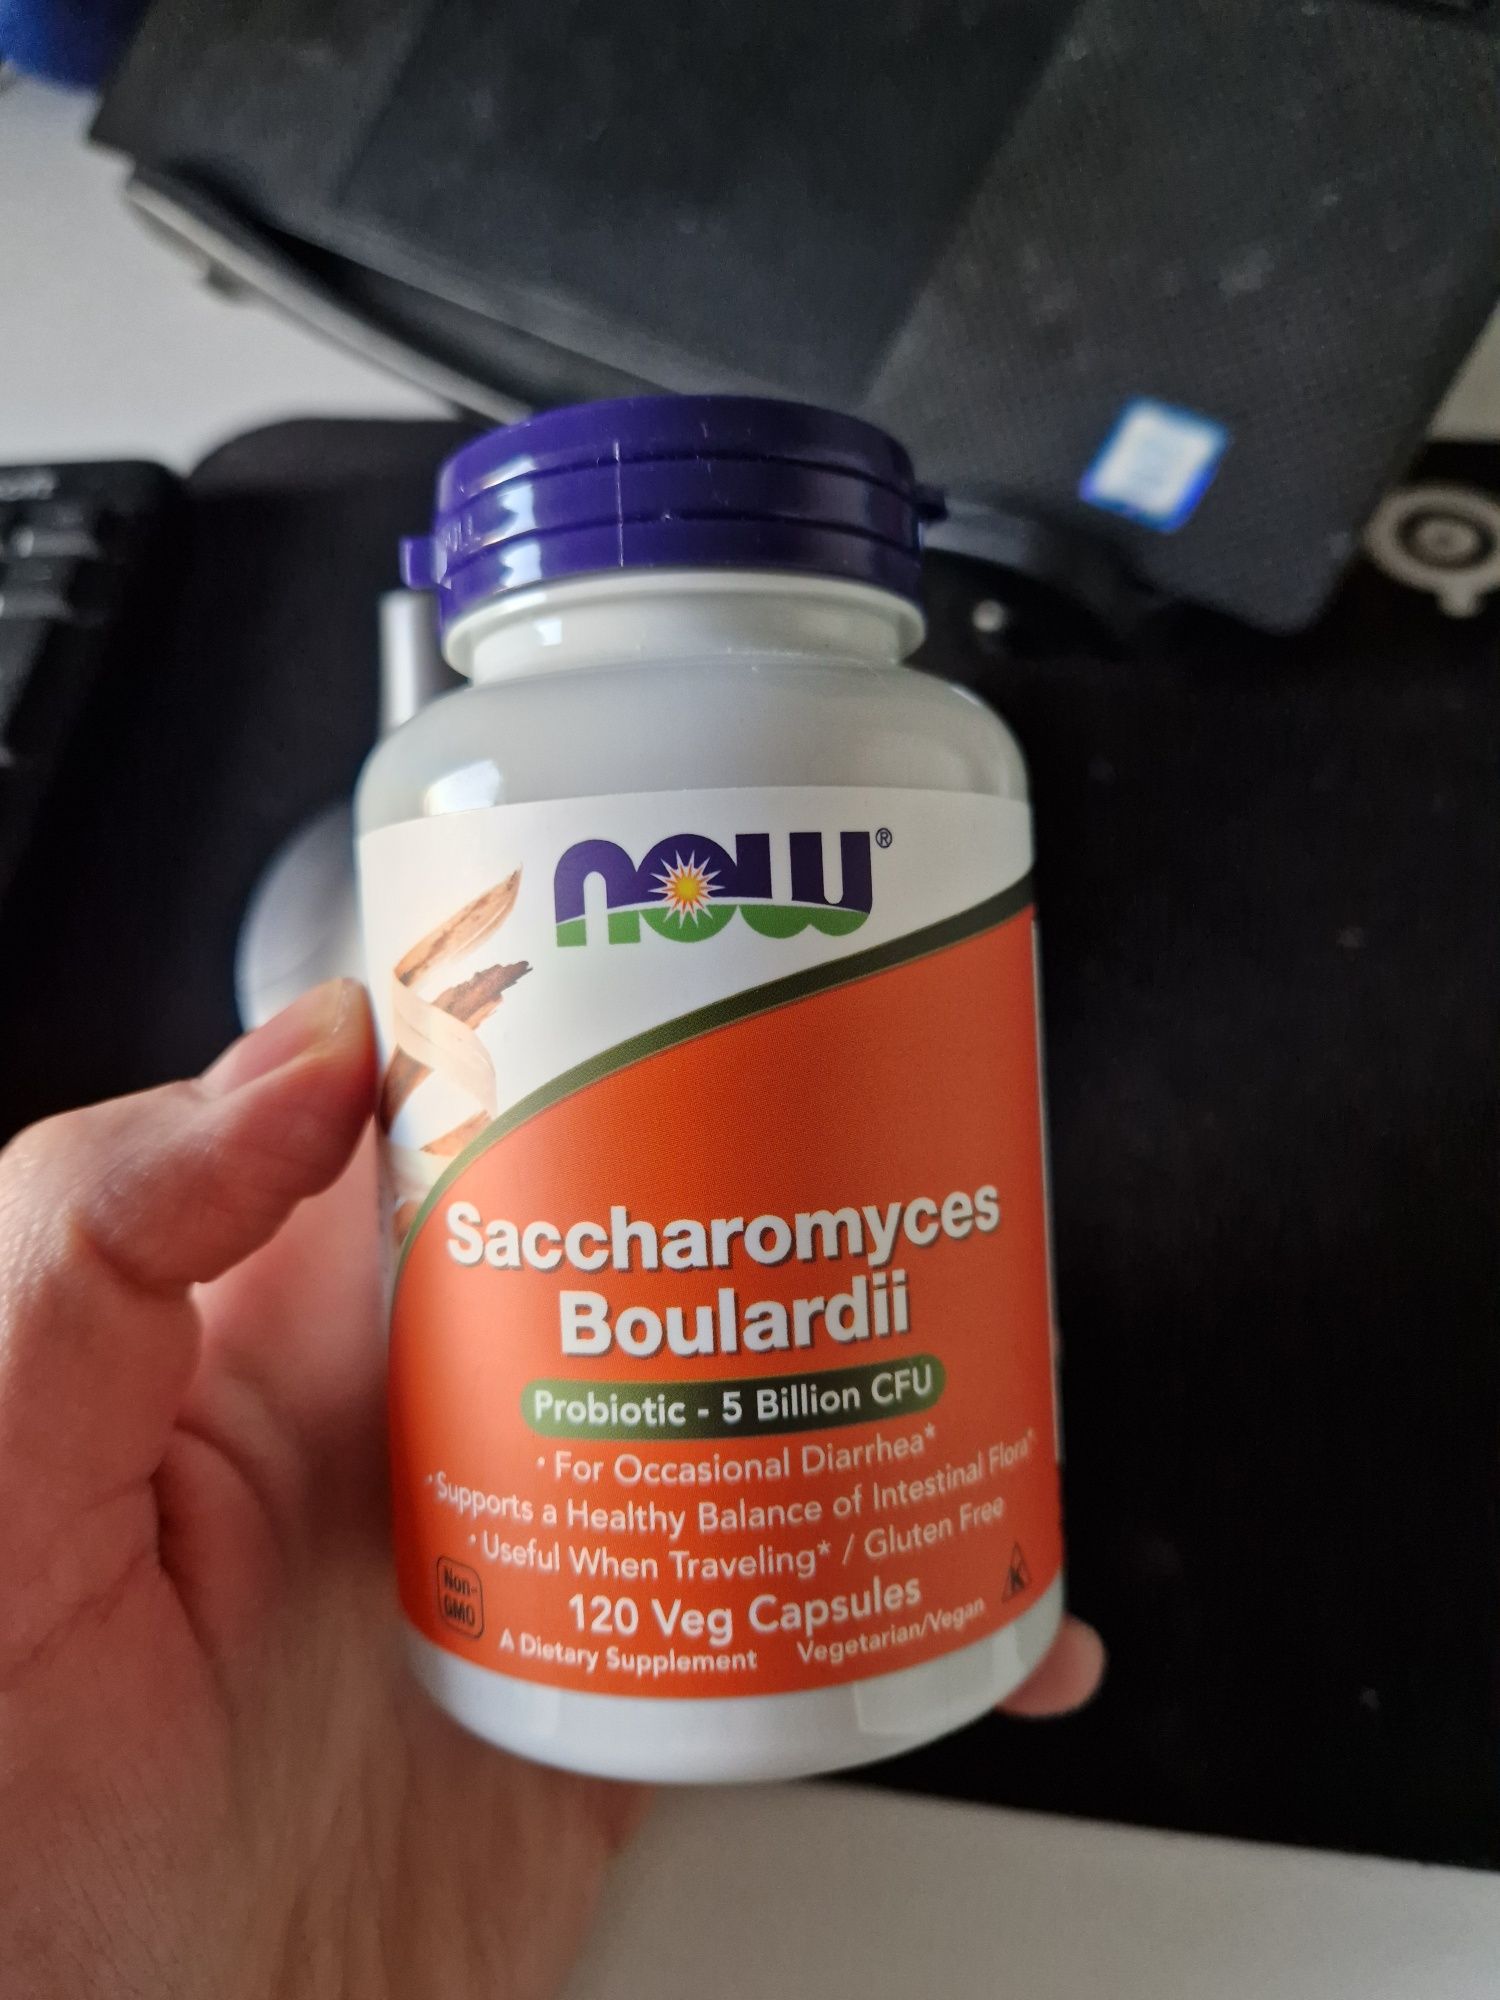 now®
Saccharomyces
Boulardii
Probiotic - 5 Billion CFU
• For Occasional Diarrhea*
• Supports a Healthy Balance of Intestinal Flora*
• Useful When Traveling* / Gluten Free
Non-
GMO
120 Veg Capsules
K
A Dietary Supplement Vegetarian/Vegan